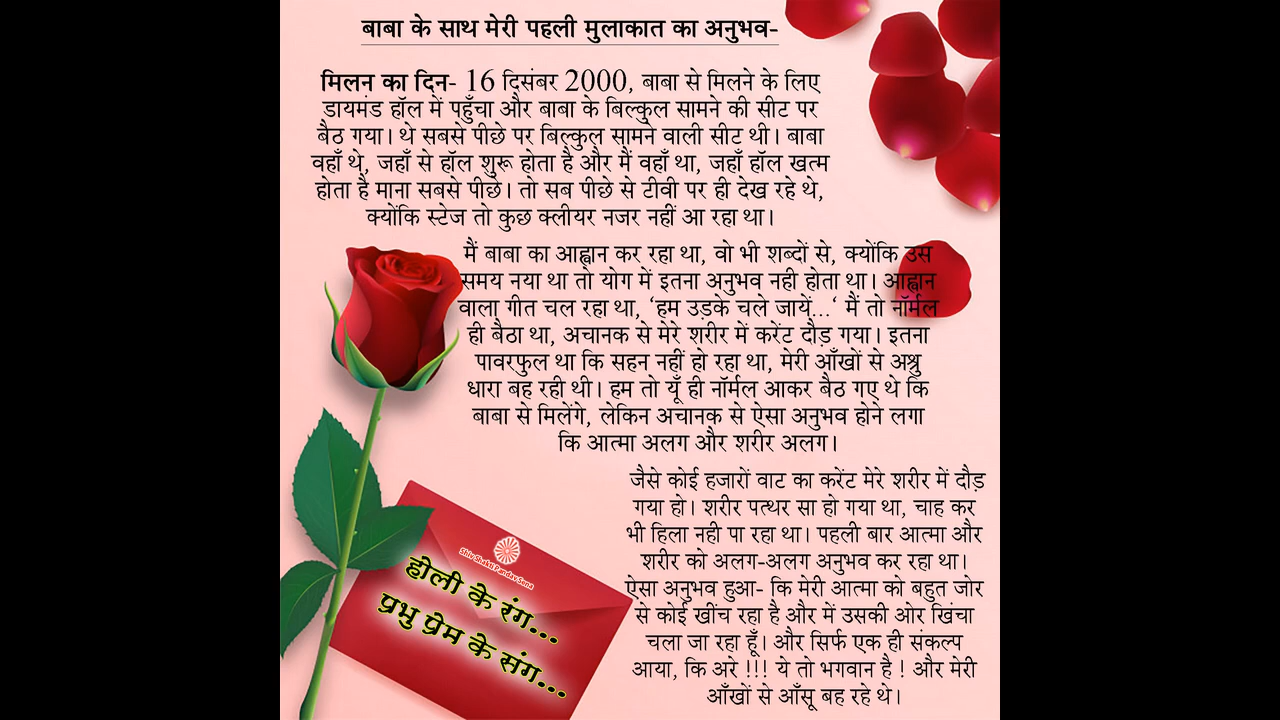 बाबा के साथ मेरी पहली मुलाकात का अनुभव-
मिलन का दिन- 16 दिसंबर 2000, बाबा से मिलने के लिए
डायमंड हॉल में पहुँचा और बाबा के बिल्कुल सामने की सीट पर
बैठ गया। थे सबसे पीछे पर बिल्कुल सामने वाली सीट थी। बाबा
वहाँ थे, जहाँ से हॉल शुरू होता है और मैं वहाँ था, जहाँ हॉल खत्म
होता है माना सबसे पीछे। तो सब पीछे से टीवी पर ही देख रहे थे,
क्योंकि स्टेज तो कुछ क्लीयर नजर नहीं आ रहा था।
मैं बाबा का आह्वान कर रहा था, वो भी शब्दों से, क्योंकि उस
समय नया था तो योग में इतना अनुभव नही होता था। आह्वान
वाला गीत चल रहा था, ‘हम उड़के चले जायें...‘ मैं तो नॉर्मल
ही बैठा था, अचानक से मेरे शरीर में करेंट दौड़ गया। इतना
पावरफुल था कि सहन नहीं हो रहा था, मेरी आँखों से अश्रु
धारा बह रही थी। हम तो यूँ ही नॉर्मल आकर बैठ गए थे कि
बाबा से मिलेंगे, लेकिन अचानक से ऐसा अनुभव होने लगा
कि आत्मा अलग और शरीर अलग।
जैसे कोई हजारों वाट का करेंट मेरे शरीर में दौड़
गया हो। शरीर पत्थर सा हो गया था, चाह कर
भी हिला नही पा रहा था। पहली बार आत्मा और
शरीर को अलग-अलग अनुभव कर रहा था।
ऐसा अनुभव हुआ- कि मेरी आत्मा को बहुत जोर
से कोई खींच रहा है और में उसकी ओर खिंचा
चला जा रहा हूँ। और सिर्फ एक ही संकल्प
आया, कि अरे !!! ये तो भगवान है ! और मेरी
आँखों से आँसू बह रहे थे।
Shiv Shakti Pandav Sena
होली के रंग...
प्रभु प्रेम के संग...